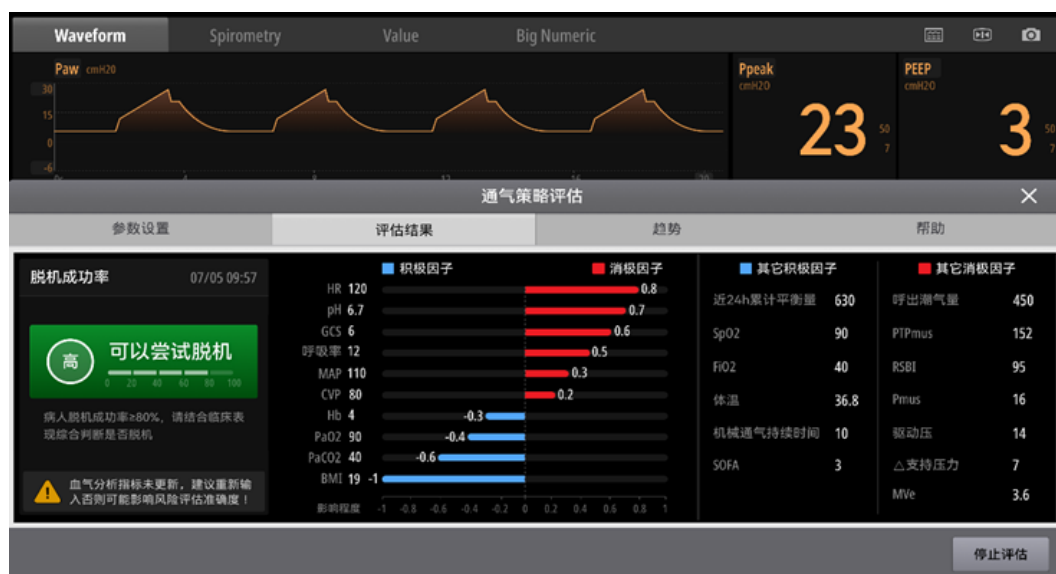 Waveform Spirometry Value Big Numeric
Paw cmH2O
30
15
0
-6
Ppeak
cmH2O
23
50
7
PEEP
cmH2O
3
50
7
通气策略评估
参数设置 评估结果 趋势 帮助
脱机成功率 07/05 09:57
高 可以尝试脱机
0 20 40 60 80 100
病人脱机成功率≥80%，请结合临床表
现综合判断是否脱机
血气分析指标未更新，建议重新输
入否则可能影响风险评估准确度！
积极因子 消极因子
HR 120 0.8
pH 6.7 0.7
GCS 6 0.6
呼吸率 12 0.5
MAP 110 0.3
CVP 80 0.2
Hb 4 -0.3
PaO2 90 -0.4
PaCO2 40 -0.6
BMI 19 -1
影响程度 -1 -0.8 -0.6 -0.4 -0.2 0 0.2 0.4 0.6 0.8 1
其它积极因子
近24h累计平衡量 630
SpO2 90
FiO2 40
体温 36.8
机械通气持续时间 10
SOFA 3
其它消极因子
呼出潮气量 450
PTPmus 152
RSBI 95
Pmus 16
驱动压 14
△支持压力 7
MVe 3.6
停止评估